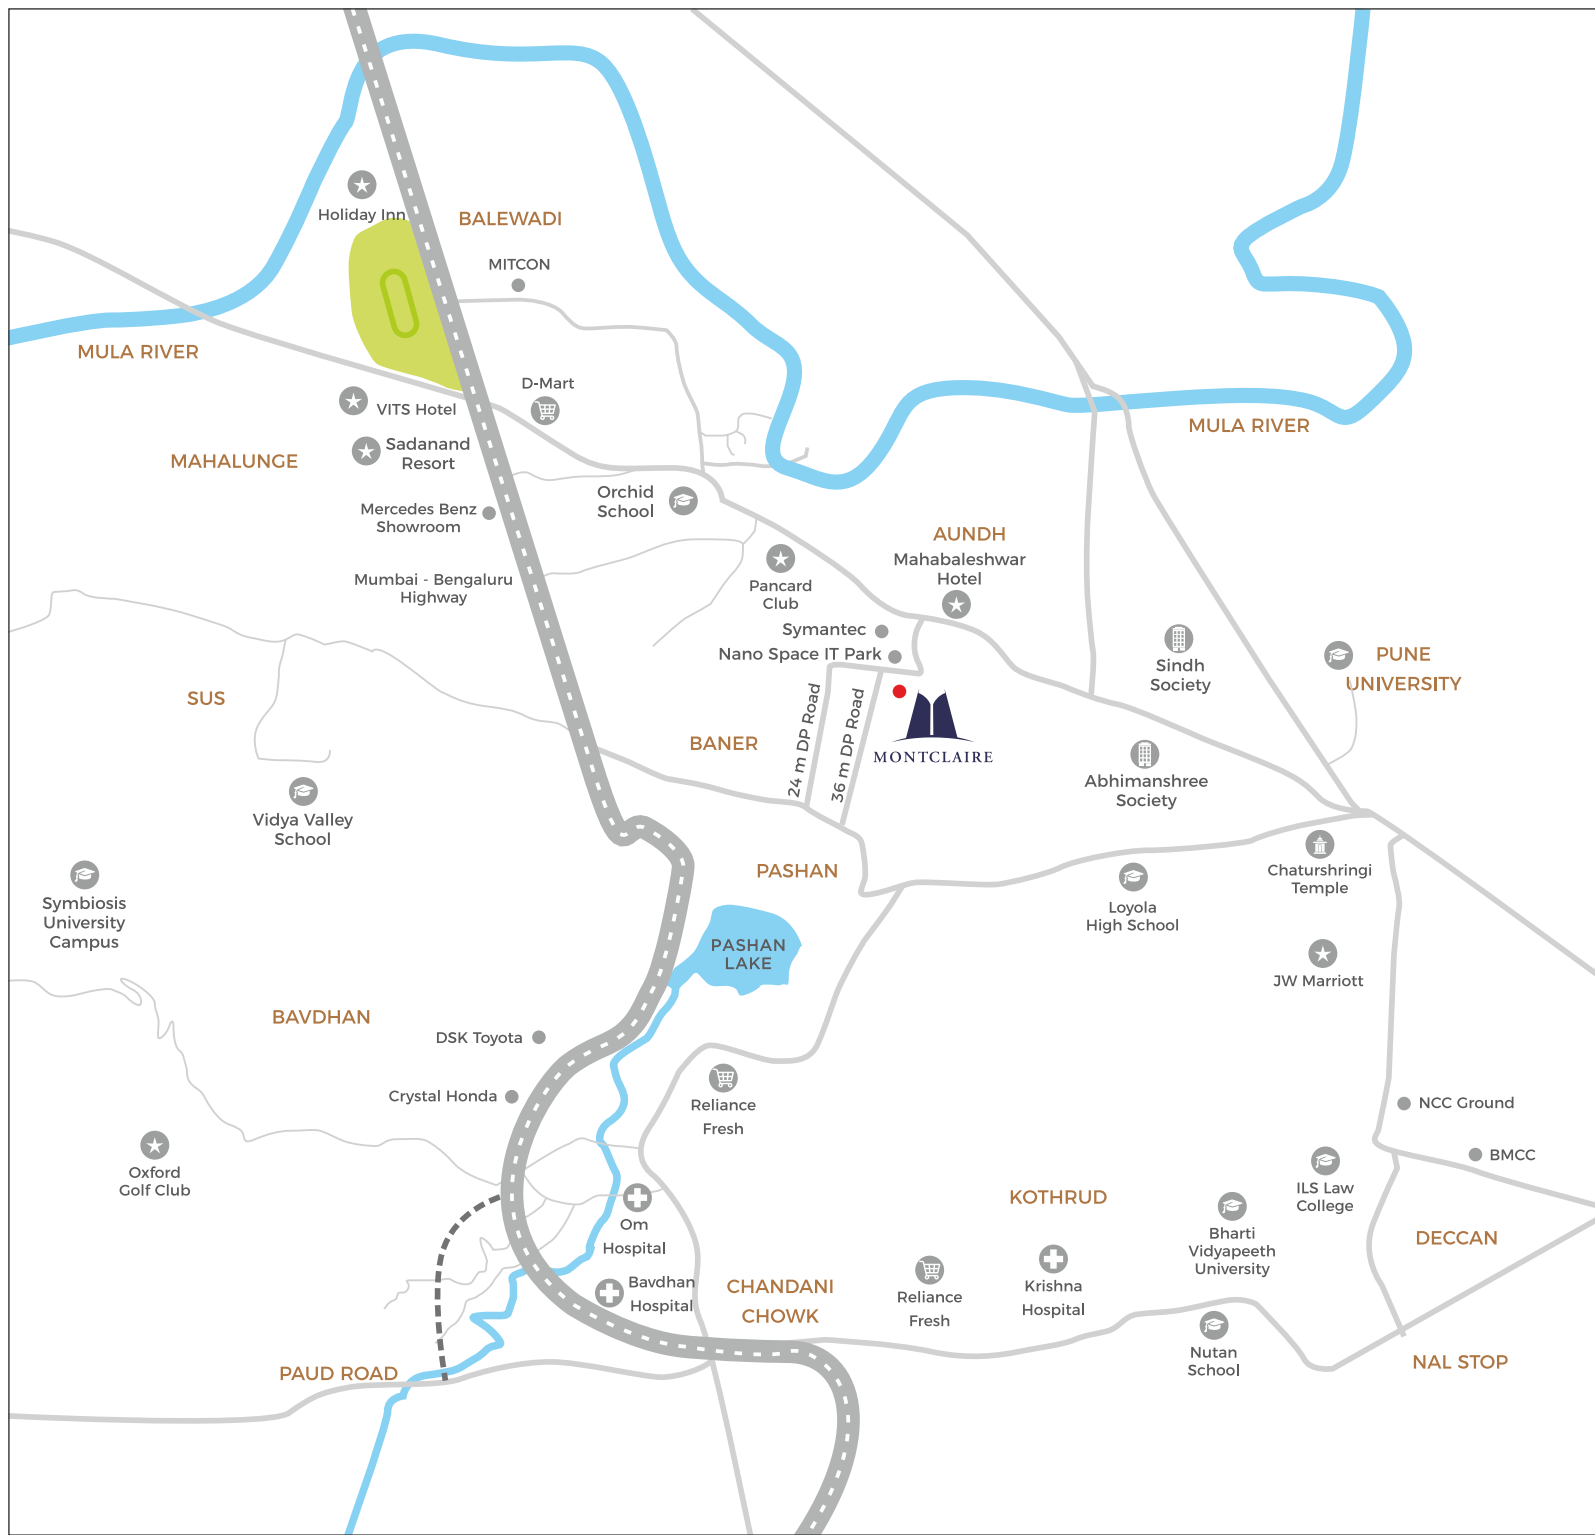 Holiday Inn
BALEWADI
MITCON
MULA RIVER
D-Mart
VITS Hotel
MULA RIVER
Sadanand
Resort
MAHALUNGE
Orchid
School
Mercedes Benz
Showroom
AUNDH
Mahabaleshwar
Hotel
Mumbai - Bengaluru
Highway
Pancard
Club
Symantec
Nano Space IT Park
Sindh
Society
PUNE
UNIVERSITY
SUS
BANER
24 m DP Road
36 m DP Road
MONTCLAIRE
Abhimanshree
Society
Vidya Valley
School
PASHAN
Chaturshringi
Temple
Symbiosis
University
Campus
Loyola
High School
PASHAN
LAKE
JW Marriott
BAVDHAN
DSK Toyota
Crystal Honda
Reliance
Fresh
NCC Ground
BMCC
Oxford
Golf Club
ILS Law
College
KOTHRUD
Om
Hospital
Bharti
Vidyapeeth
University
DECCAN
Bavdhan
Hospital
CHANDANI
CHOWK
Reliance
Fresh
Krishna
Hospital
Nutan
School
NAL STOP
PAUD ROAD